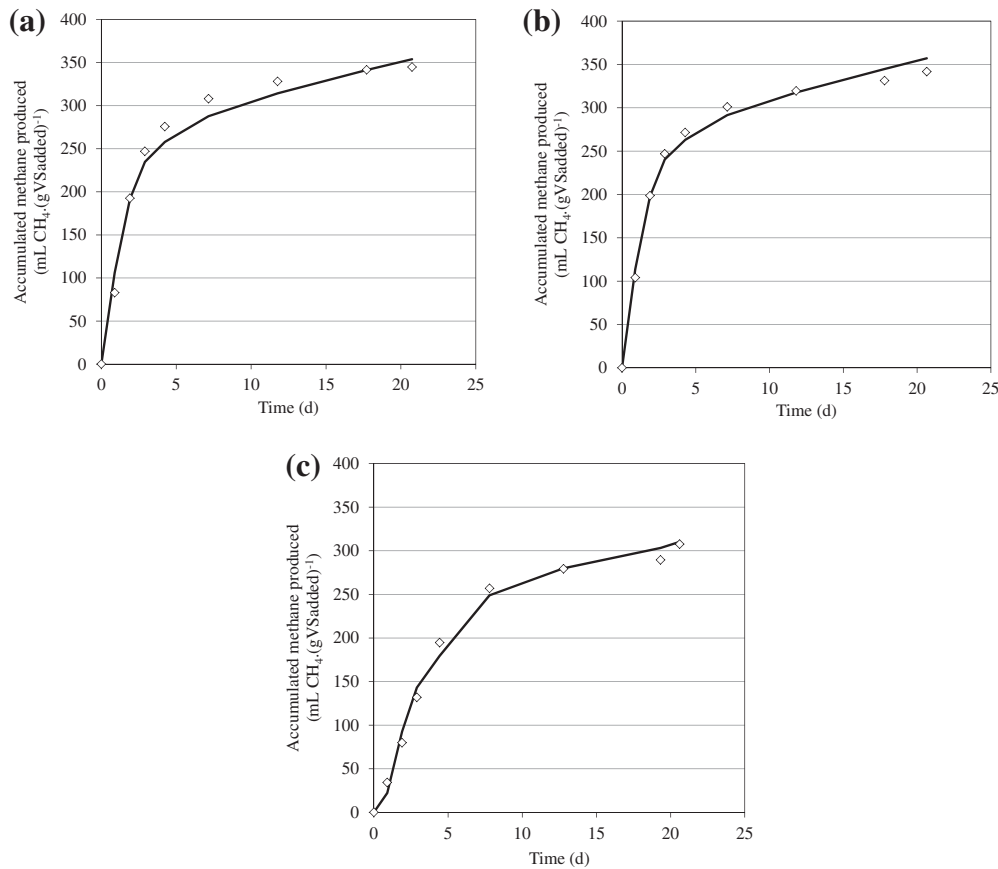 (a)
Accumulated methane produced
(mL CH₄.(gVSadded)⁻¹
400
350
300
250
200
150
100
50
0
0 5 10 15 20 25
Time (d)
(b)
Accumulated methane produced
(mL CH₄.(gVSadded)⁻¹
400
350
300
250
200
150
100
50
0
0 5 10 15 20 25
Time (d)
(c)
Accumulated methane produced
(mL CH₄.(gVSadded)⁻¹
400
350
300
250
200
150
100
50
0
0 5 10 15 20 25
Time (d)